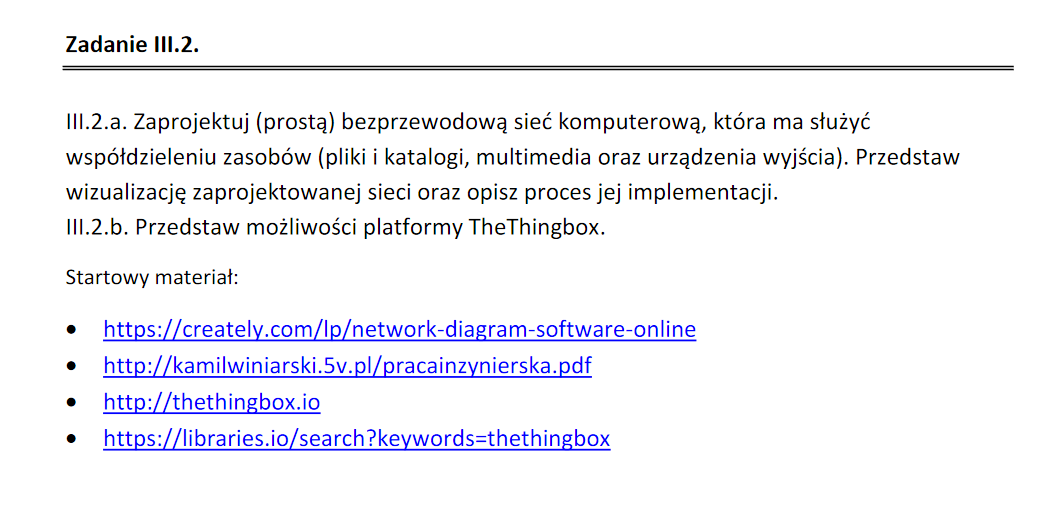 Zadanie III.2.
III.2.a. Zaprojektuj (prostą) bezprzewodową sieć komputerową, która ma służyć
współdzieleniu zasobów (pliki i katalogi, multimedia oraz urządzenia wyjścia). Przedstaw
wizualizację zaprojektowanej sieci oraz opisz proces jej implementacji.
III.2.b. Przedstaw możliwości platformy TheThingbox.
Startowy materiał:
• https://creately.com/lp/network-diagram-software-online
• http://kamilwiniarski.5v.pl/pracainzynierska.pdf
• http://thethingbox.io
• https://libraries.io/search?keywords=thethingbox